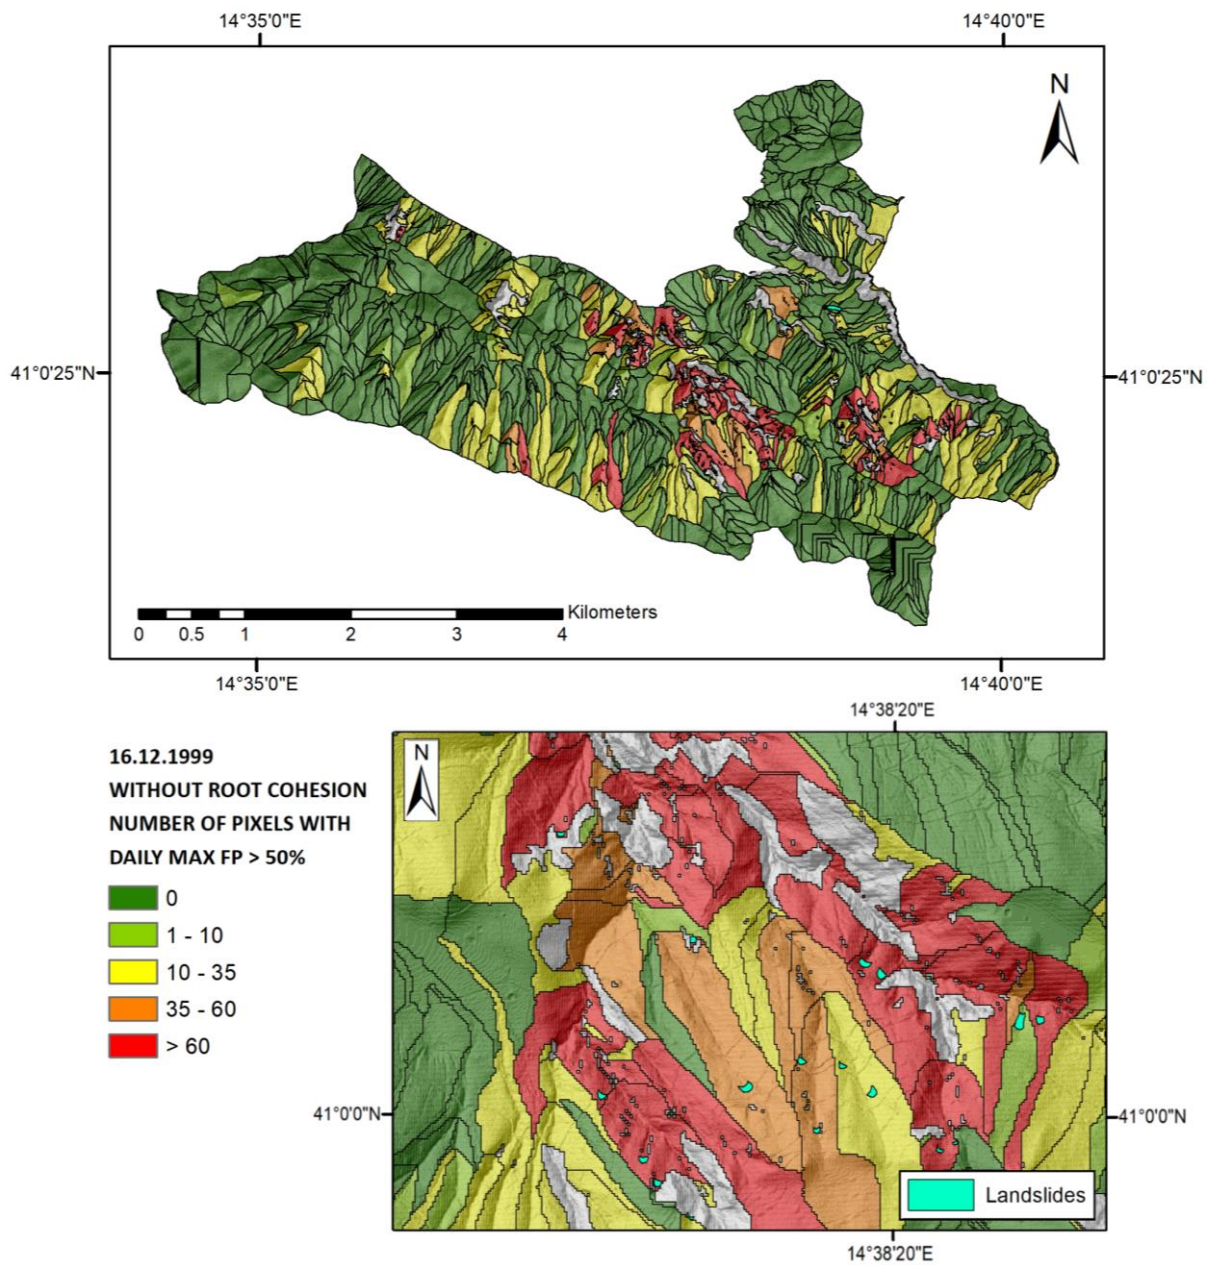 14°35'0"E
14°40'0"E
N
41°0'25"N
41°0'25"N
Kilometers
0 0.5 1 2 3 4
14°35'0"E
14°40'0"E
14°38'20"E
16.12.1999
WITHOUT ROOT COHESION
NUMBER OF PIXELS WITH
DAILY MAX FP > 50%
0
1 - 10
10 - 35
35 - 60
> 60
N
41°0'0"N
41°0'0"N
Landslides
14°38'20"E